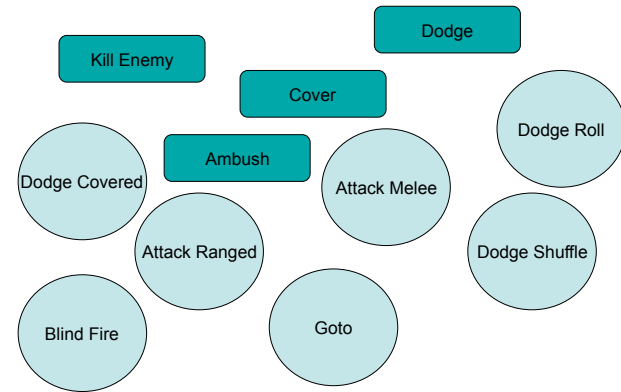 Dodge
Kill Enemy
Cover
Dodge Roll
Ambush
Dodge Covered
Attack Melee
Attack Ranged
Dodge Shuffle
Blind Fire
Goto